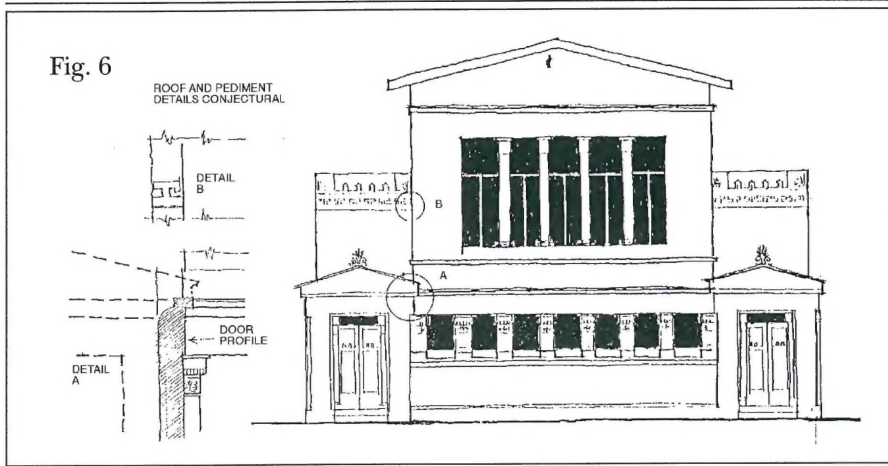 Fig. 6
ROOF AND PEDIMENT
DETAILS CONJECTURAL
DETAIL
B
B
A
DOOR
PROFILE
DETAIL
A